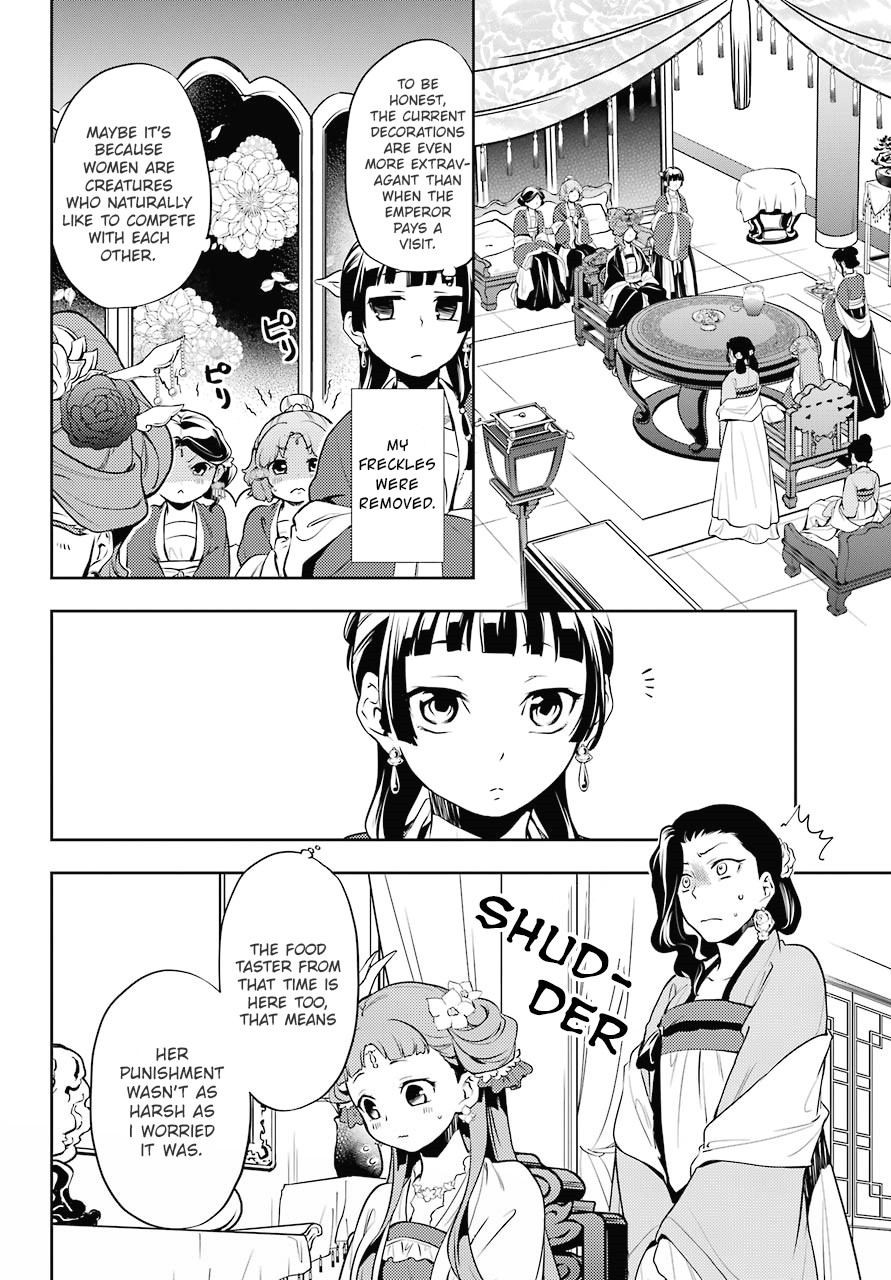 TO BE
HONEST,
THE CURRENT
DECORATIONS
ARE EVEN
MORE EXTRAV-
AGANT THAN
WHEN THE
EMPEROR
PAYS A
VISIT.
MAYBE IT'S
BECAUSE
WOMEN ARE
CREATURES
WHO NATURALLY
LIKE TO COMPETE
WITH EACH
OTHER.
ピリ
ピリ
MY
FRECKLES
WERE
REMOVED.
SHUD-
DER
THE FOOD
TASTER FROM
THAT TIME IS
HERE TOO,
THAT MEANS
HER
PUNISHMENT
WASN'T AS
HARSH AS
I WORRIED
IT WAS.